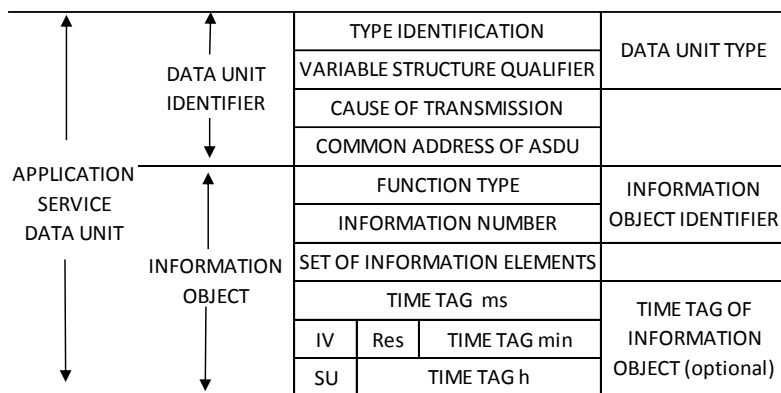 TYPE IDENTIFICATION
VARIABLE STRUCTURE QUALIFIER
DATA UNIT TYPE
DATA UNIT
IDENTIFIER
CAUSE OF TRANSMISSION
COMMON ADDRESS OF ASDU
APPLICATION
SERVICE
DATA UNIT
FUNCTION TYPE
INFORMATION NUMBER
INFORMATION
OBJECT IDENTIFIER
INFORMATION
OBJECT
SET OF INFORMATION ELEMENTS
TIME TAG ms
IV Res TIME TAG min
SU TIME TAG h
TIME TAG OF
INFORMATION
OBJECT (optional)